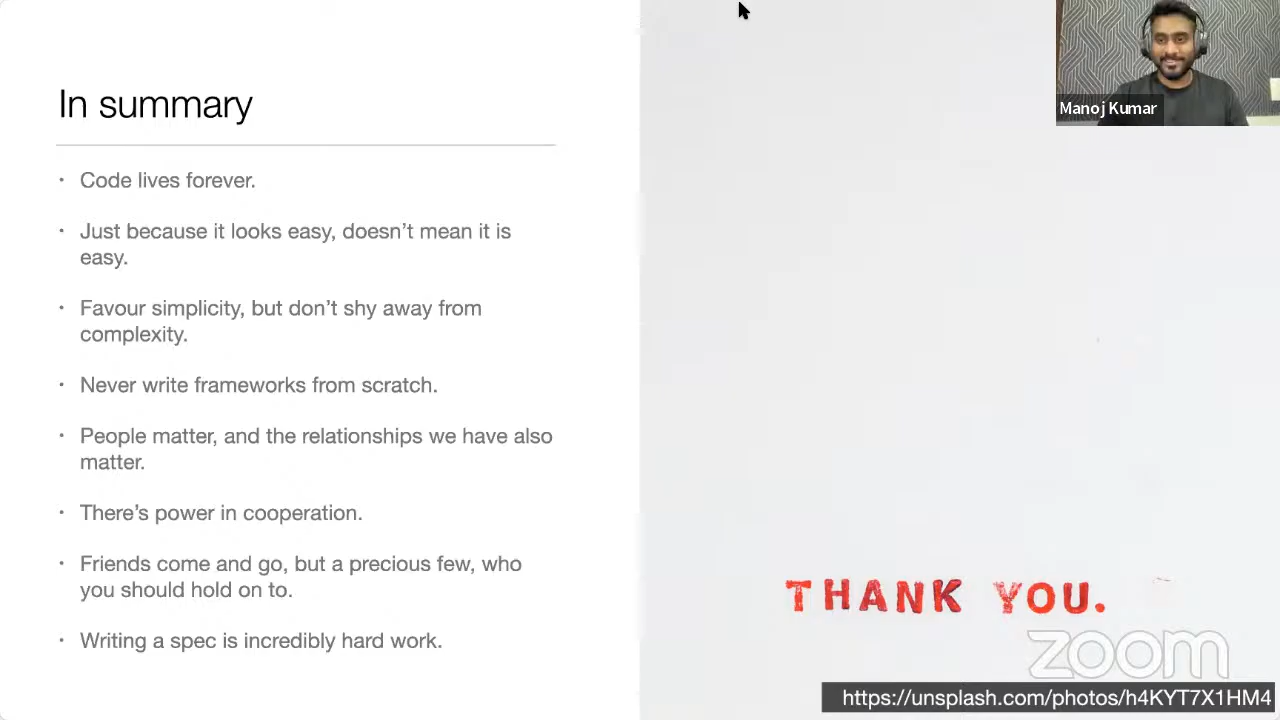 In summary
• Code lives forever.
• Just because it looks easy, doesn’t mean it is
easy.
• Favour simplicity, but don’t shy away from
complexity.
• Never write frameworks from scratch.
• People matter, and the relationships we have also
matter.
• There’s power in cooperation.
• Friends come and go, but a precious few, who
you should hold on to.
• Writing a spec is incredibly hard work.
Manoj Kumar
THANK YOU.
zoom
https://unsplash.com/photos/h4KYT7X1HM4